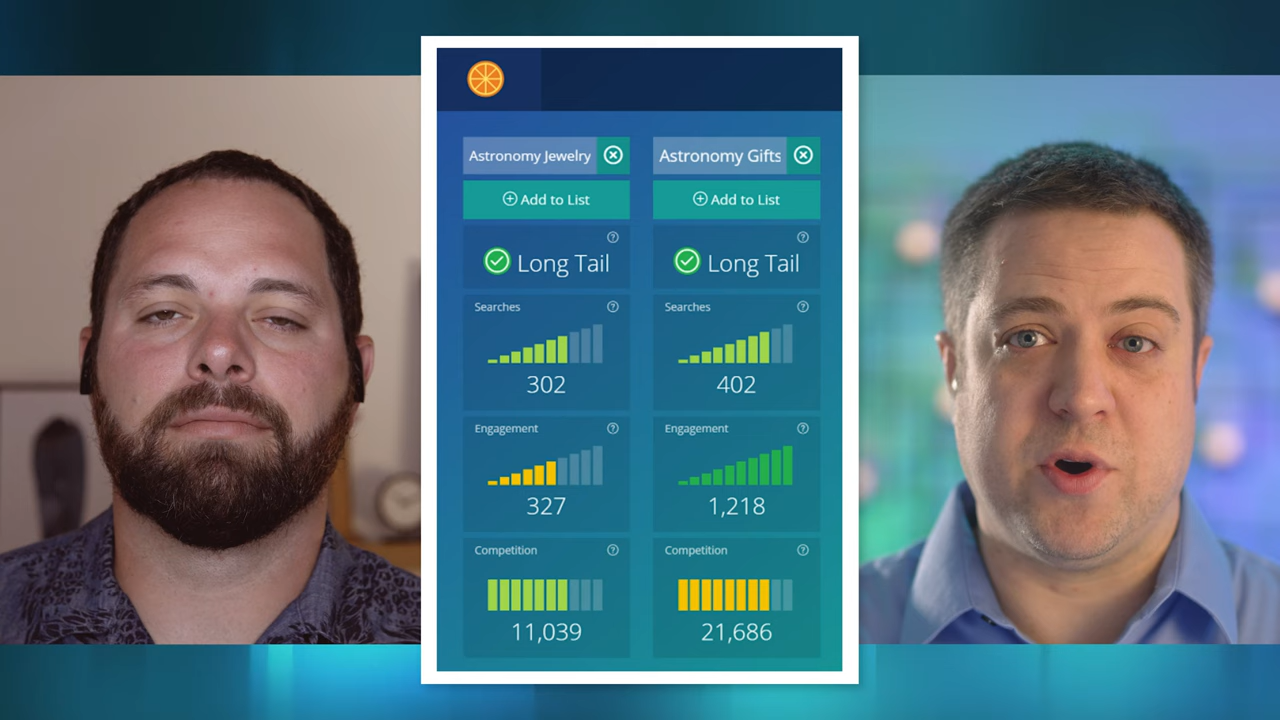 Astronomy Jewelry
Add to List
Long Tail
Searches
302
Engagement
327
Competition
11,039
Astronomy Gifts
Add to List
Long Tail
Searches
402
Engagement
1,218
Competition
21,686